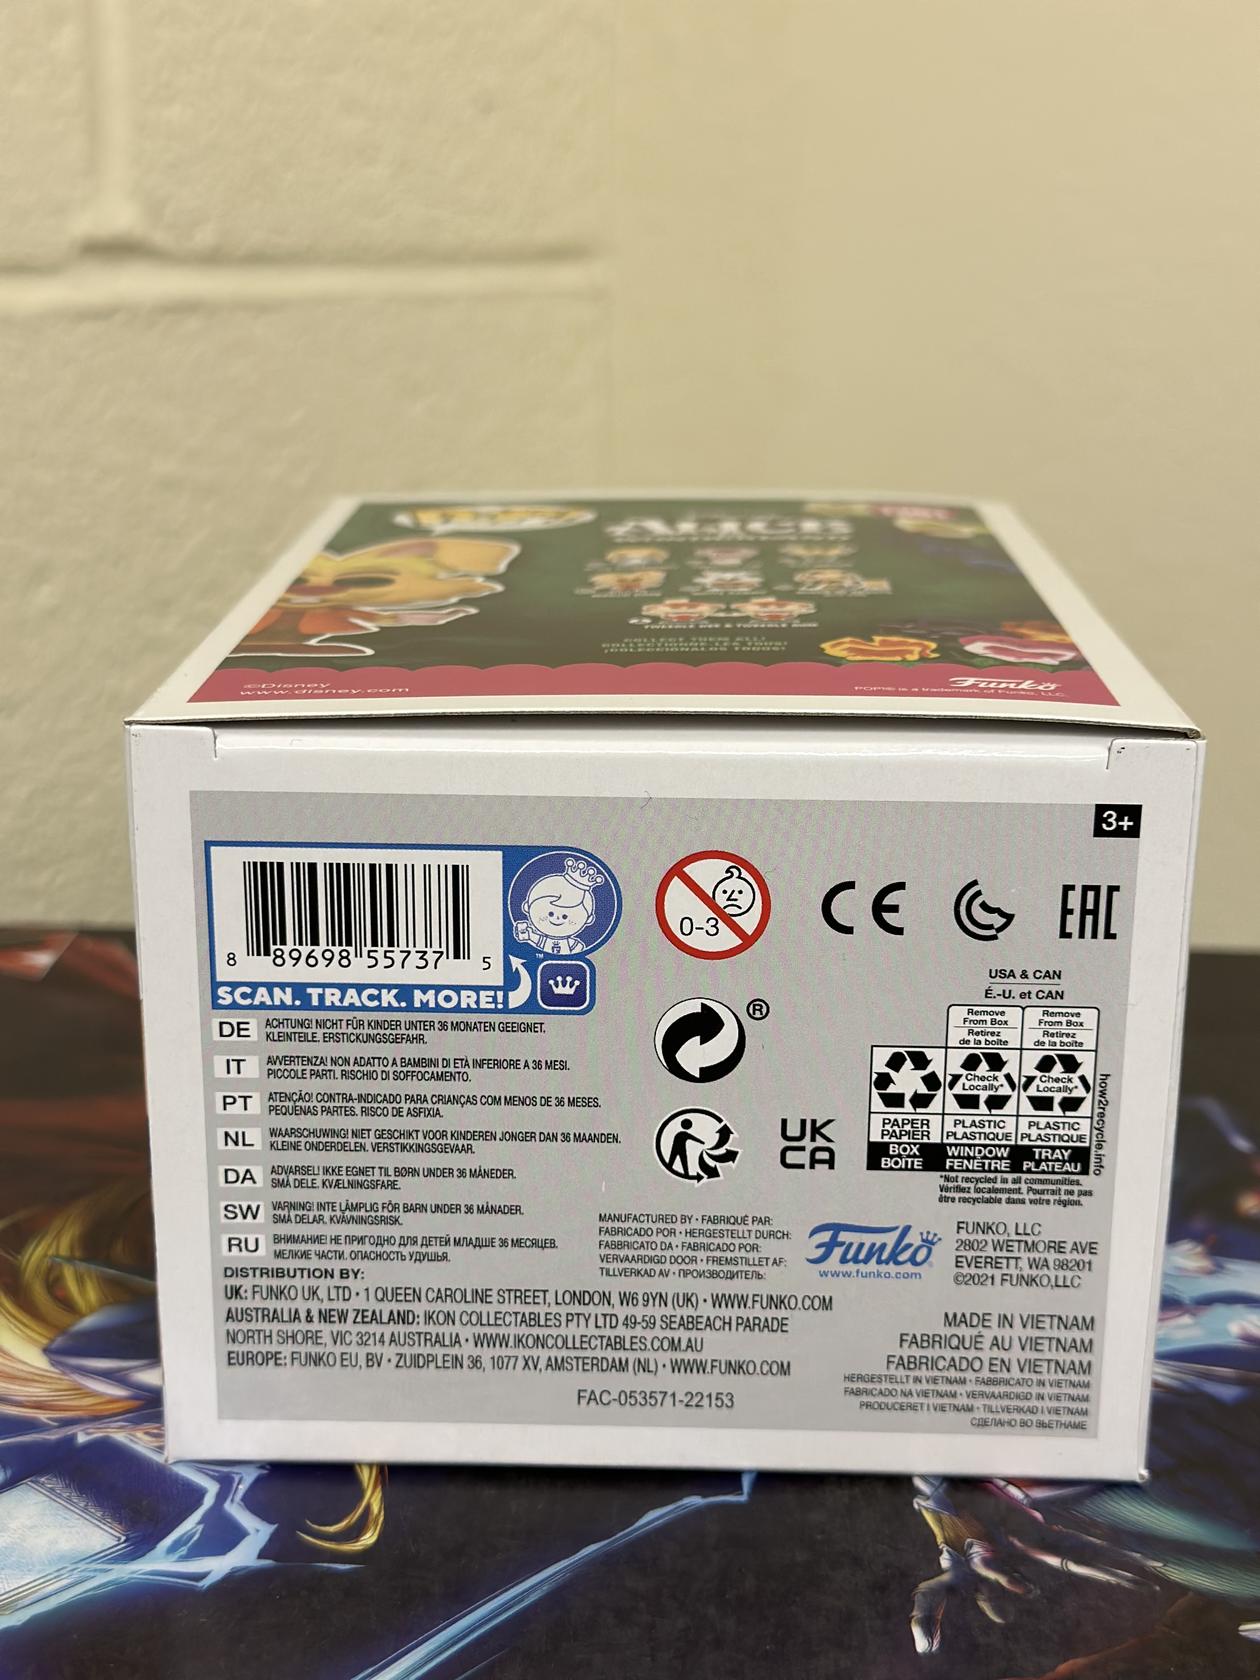 ALICE
TWEEDLE DEE & TWEEDLE DUM
COLLECT THEM ALL!
COLLECTIONNE-LES TOUS!
¡COLECCIÓNALOS TODOS!
©Disney
www.disney.com
Funko
POP!® is a trademark of Funko, LLC.
3+
8 89698 55737 5
™
SCAN. TRACK. MORE!
0-3
CE
EAC
®
UK
CA
USA & CAN
É.-U. et CAN
Remove From Box
Retirez de la boîte
Remove From Box
Retirez de la boîte
Check Locally*
Check Locally*
PAPER
PAPIER
PLASTIC
PLASTIQUE
PLASTIC
PLASTIQUE
BOX
BOÎTE
WINDOW
FENÊTRE
TRAY
PLATEAU
how2recycle.info
*Not recycled in all communities.
Vérifiez localement. Pourrait ne pas
être recyclable dans votre région.
DE ACHTUNG! NICHT FÜR KINDER UNTER 36 MONATEN GEEIGNET.
KLEINTEILE. ERSTICKUNGSGEFAHR.
IT AVVERTENZA! NON ADATTO A BAMBINI DI ETÀ INFERIORE A 36 MESI.
PICCOLE PARTI. RISCHIO DI SOFFOCAMENTO.
PT ATENÇÃO! CONTRA-INDICADO PARA CRIANÇAS COM MENOS DE 36 MESES.
PEQUENAS PARTES. RISCO DE ASFIXIA.
NL WAARSCHUWING! NIET GESCHIKT VOOR KINDEREN JONGER DAN 36 MAANDEN.
KLEINE ONDERDELEN. VERSTIKKINGSGEVAAR.
DA ADVARSEL! IKKE EGNET TIL BØRN UNDER 36 MÅNEDER.
SMÅ DELE. KVÆLNINGSFARE.
SW VARNING! INTE LÄMPLIG FÖR BARN UNDER 36 MÅNADER.
SMÅ DELAR. KVÄVNINGSRISK.
RU ВНИМАНИЕ! НЕ ПРИГОДНО ДЛЯ ДЕТЕЙ МЛАДШЕ 36 МЕСЯЦЕВ.
МЕЛКИЕ ЧАСТИ. ОПАСНОСТЬ УДУШЬЯ.
MANUFACTURED BY • FABRIQUÉ PAR:
FABRICADO POR • HERGESTELLT DURCH:
FABBRICATO DA • FABRICADO POR:
VERVAARDIGD DOOR • FREMSTILLET AF:
TILLVERKAD AV • ПРОИЗВОДИТЕЛЬ:
Funko
www.funko.com
FUNKO, LLC
2802 WETMORE AVE
EVERETT, WA 98201
©2021 FUNKO,LLC
DISTRIBUTION BY:
UK: FUNKO UK, LTD • 1 QUEEN CAROLINE STREET, LONDON, W6 9YN (UK) • WWW.FUNKO.COM
AUSTRALIA & NEW ZEALAND: IKON COLLECTABLES PTY LTD 49-59 SEABEACH PARADE
NORTH SHORE, VIC 3214 AUSTRALIA • WWW.IKONCOLLECTABLES.COM.AU
EUROPE: FUNKO EU, BV • ZUIDPLEIN 36, 1077 XV, AMSTERDAM (NL) • WWW.FUNKO.COM
FAC-053571-22153
MADE IN VIETNAM
FABRIQUÉ AU VIETNAM
FABRICADO EN VIETNAM
HERGESTELLT IN VIETNAM • FABBRICATO IN VIETNAM
FABRICADO NA VIETNAM • VERVAARDIGD IN VIETNAM
PRODUCERET I VIETNAM • TILLVERKAD I VIETNAM
СДЕЛАНО ВО ВЬЕТНАМЕ